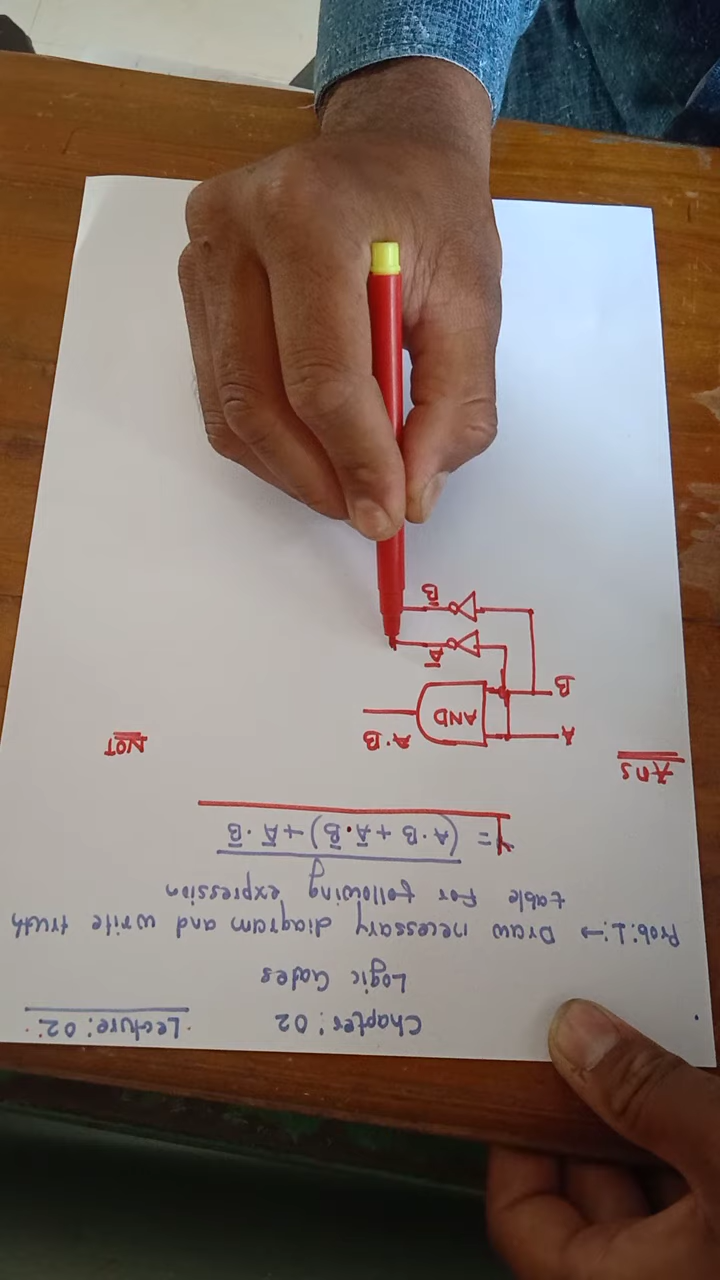 Chapter: 02 Lecture: 02.
Logic Gates
Prob: 1:→ Draw necessary diagram and write truth
table for following expression
Y = (A·B + A̅·B̅) + A̅·B̅
Ans
NOT
A
A·B
AND
B
A̅
B̅